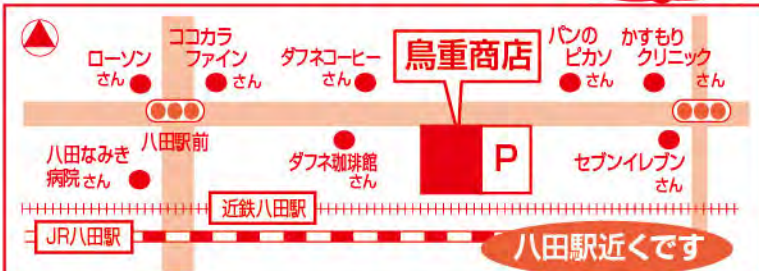 ローソン
さん
ココカラ
ファイン
さん
ダフネコーヒー
さん
鳥重商店
パンの
ピカソ
さん
かすもり
クリニック
さん
八田駅前
八田なみき
病院さん
ダフネ珈琲館
さん
P
セブンイレブン
さん
近鉄八田駅
JR八田駅
八田駅近くです